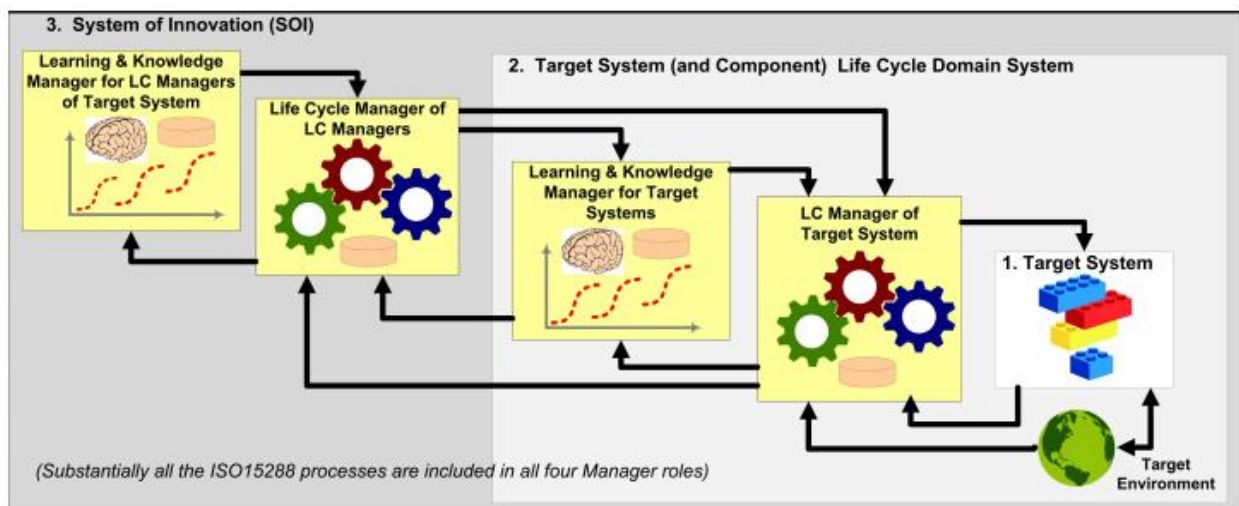 3. System of Innovation (SOI)
Learning & Knowledge
Manager for LC Managers
of Target System
2. Target System (and Component) Life Cycle Domain System
Life Cycle Manager of
LC Managers
Learning & Knowledge
Manager for Target
Systems
LC Manager of
Target System
1. Target System
(Substantially all the ISO15288 processes are included in all four Manager roles)
Target
Environment